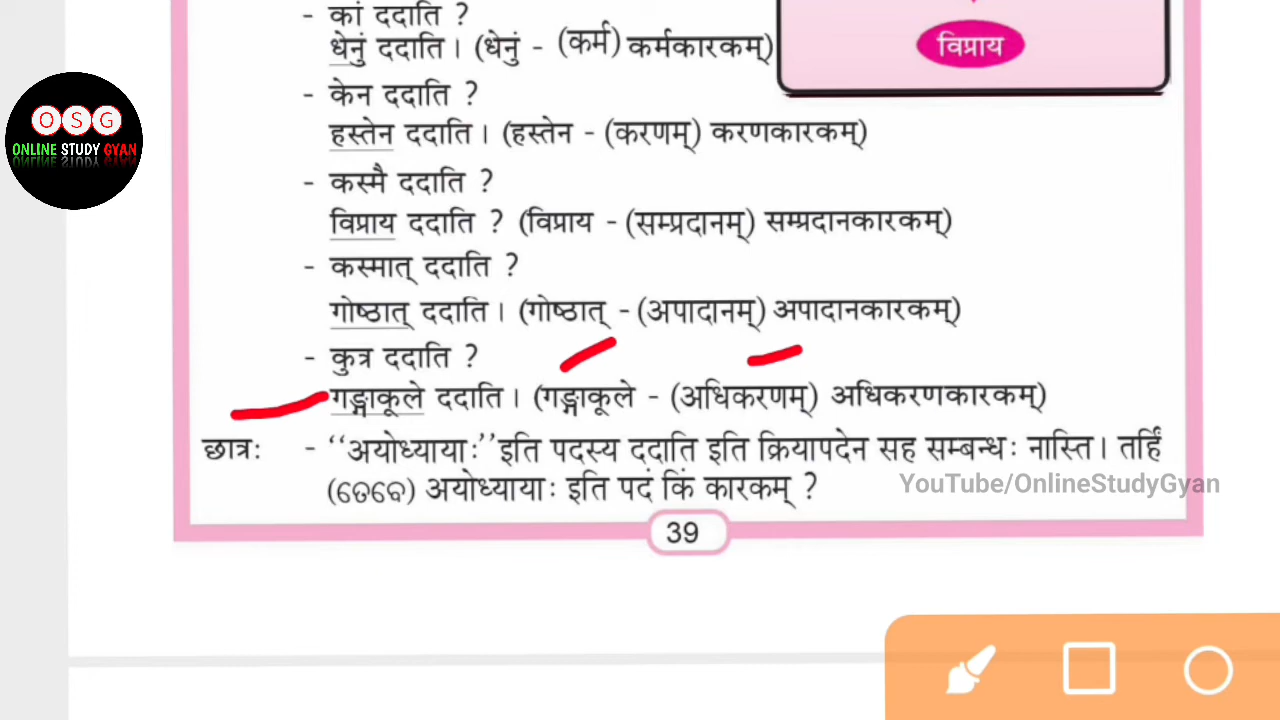 - कां ददाति ?
धेनुं ददाति । (धेनुं - (कर्म) कर्मकारकम्)
विप्राय
- केन ददाति ?
हस्तेन ददाति । (हस्तेन - (करणम्) करणकारकम्)
- कस्मै ददाति ?
विप्राय ददाति ? (विप्राय - (सम्प्रदानम्) सम्प्रदानकारकम्)
- कस्मात् ददाति ?
गोष्ठात् ददाति । (गोष्ठात् - (अपादानम्) अपादानकारकम्)
- कुत्र ददाति ?
गङ्गाकूले ददाति । (गङ्गाकूले - (अधिकरणम्) अधिकरणकारकम्)
छात्रः - ‘‘अयोध्यायाः’’ इति पदस्य ददाति इति क्रियापदेन सह सम्बन्धः नास्ति । तर्हि
(ତେବେ) अयोध्यायाः इति पदं किं कारकम् ?
39
OSG
ONLINE STUDY GYAN
YouTube/OnlineStudyGyan